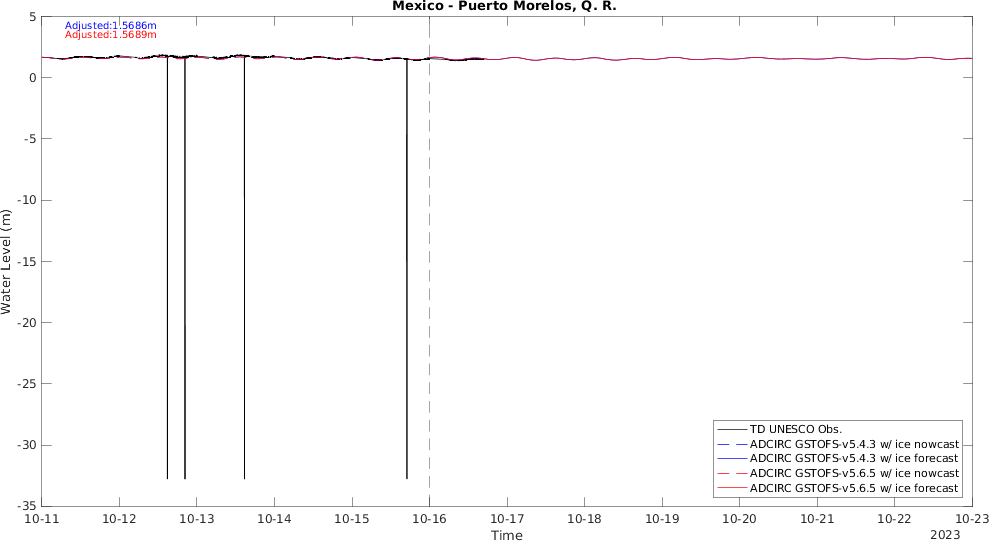 Mexico - Puerto Morelos, Q. R.
Adjusted:1.5686m
Adjusted:1.5689m
5
0
-5
-10
-15
-20
-25
-30
-35
Water Level (m)
TD UNESCO Obs.
ADCIRC GSTOFS-v5.4.3 w/ ice nowcast
ADCIRC GSTOFS-v5.4.3 w/ ice forecast
ADCIRC GSTOFS-v5.6.5 w/ ice nowcast
ADCIRC GSTOFS-v5.6.5 w/ ice forecast
10-11 10-12 10-13 10-14 10-15 10-16 10-17 10-18 10-19 10-20 10-21 10-22 10-23
Time
2023